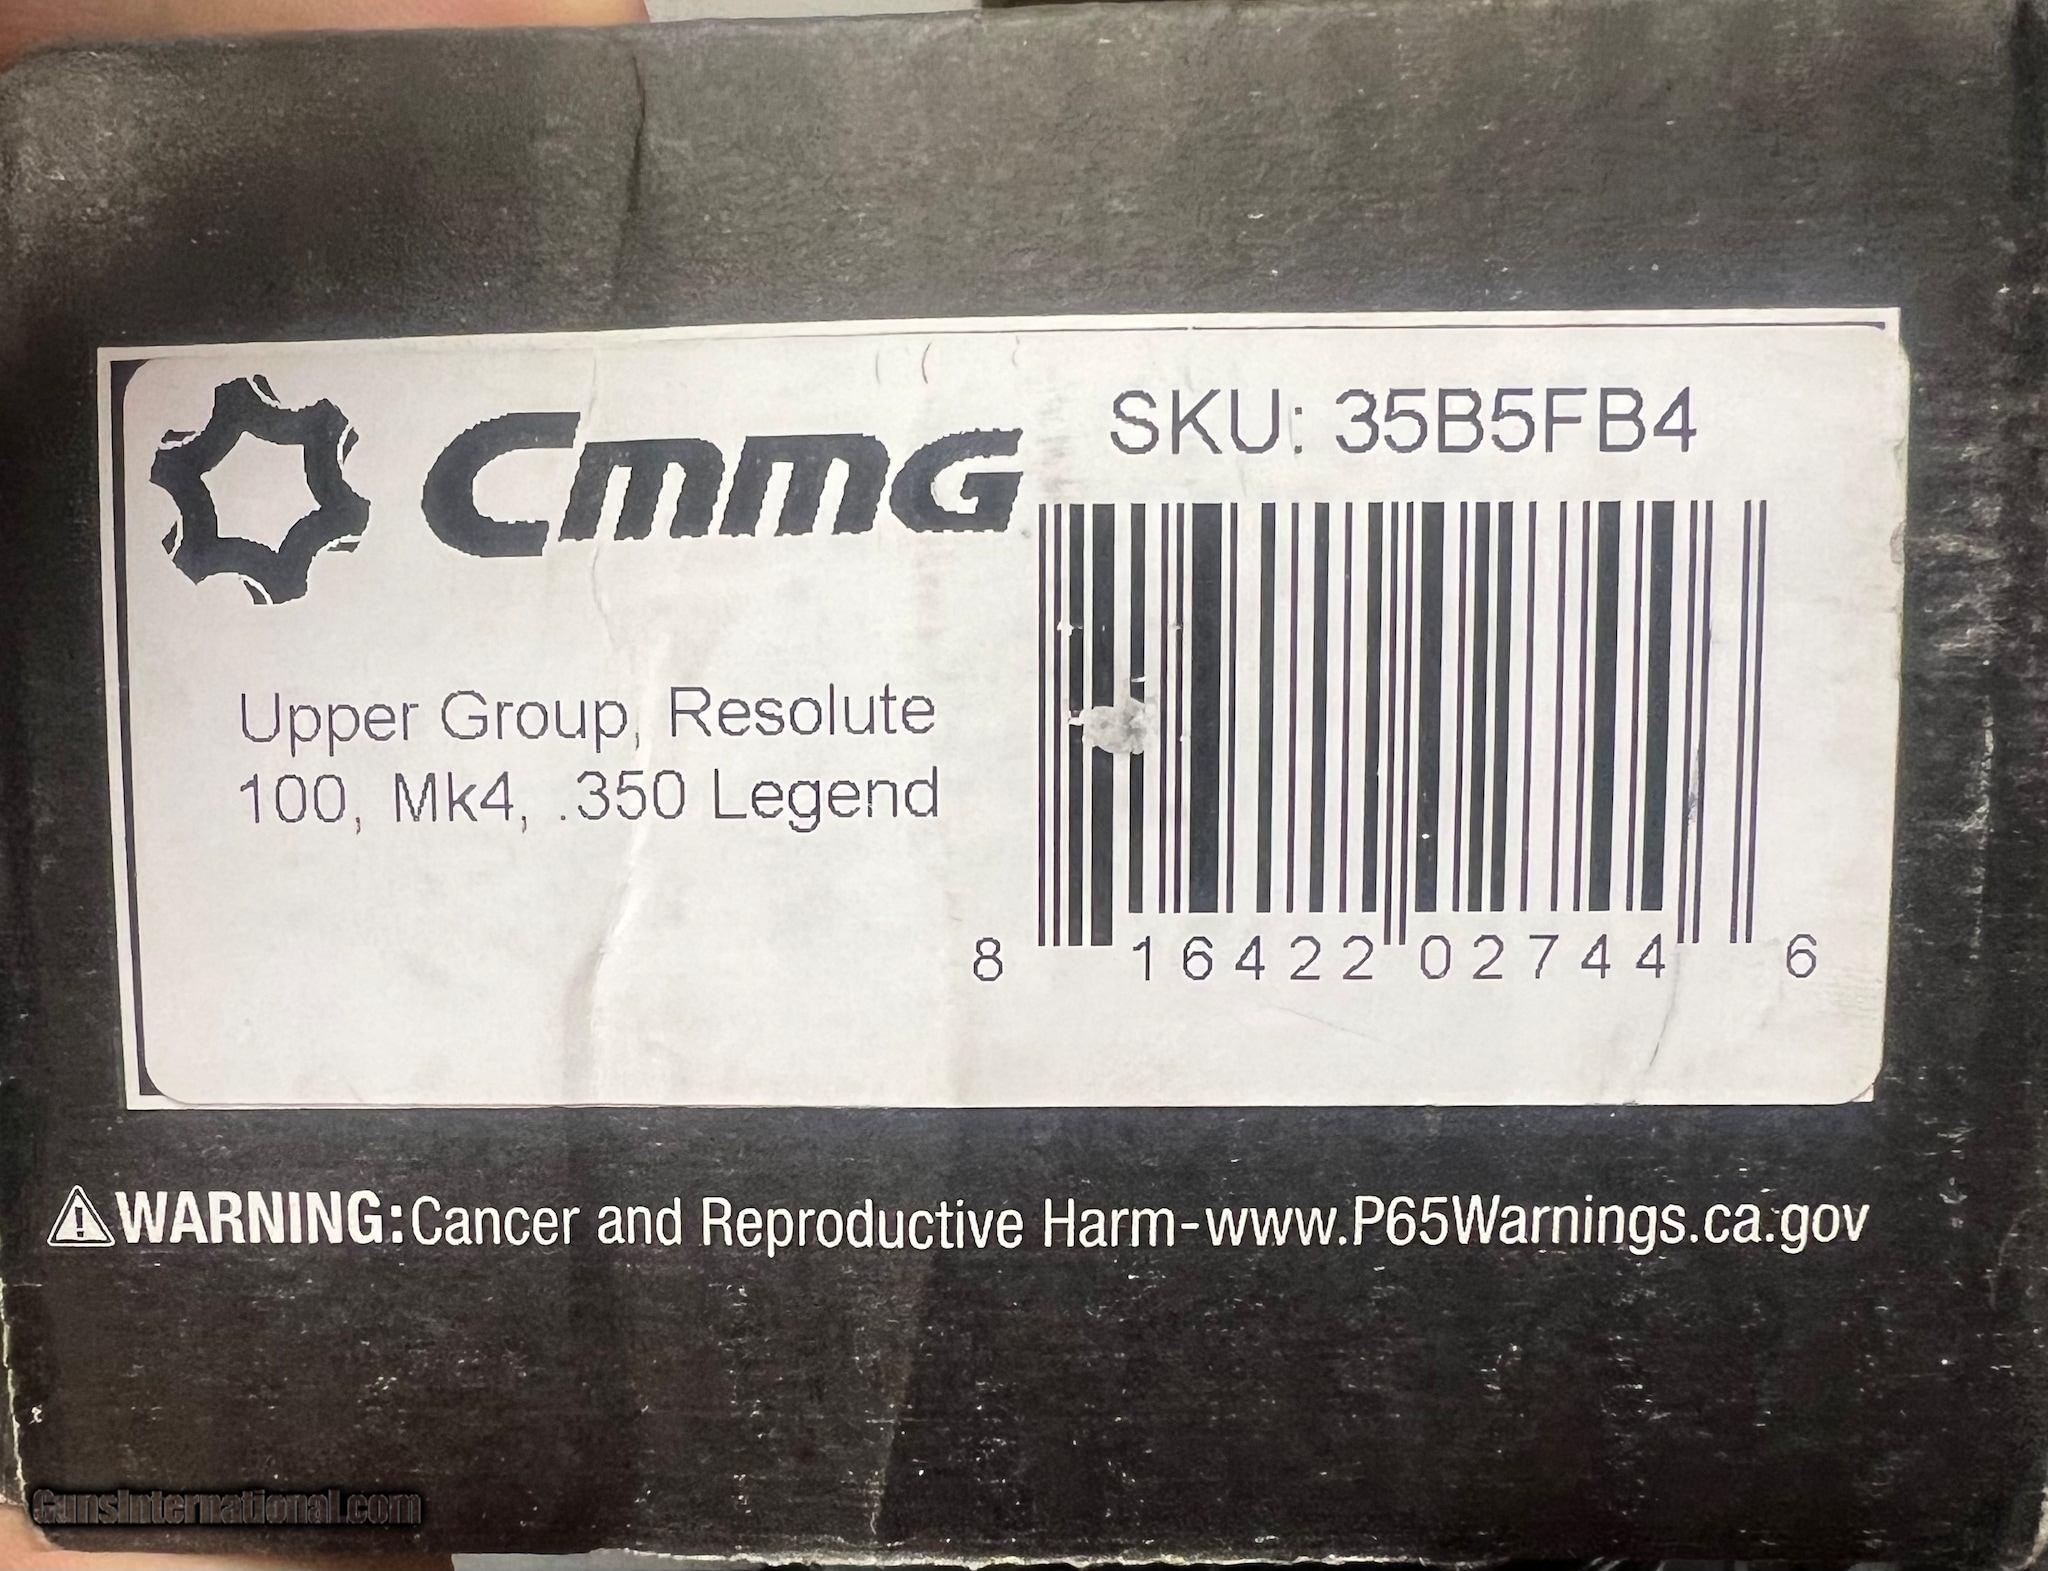 CMMG
SKU: 35B5FB4
Upper Group, Resolute
100, Mk4, .350 Legend
8 16422 02744 6
WARNING: Cancer and Reproductive Harm-www.P65Warnings.ca.gov
GunsInternational.com